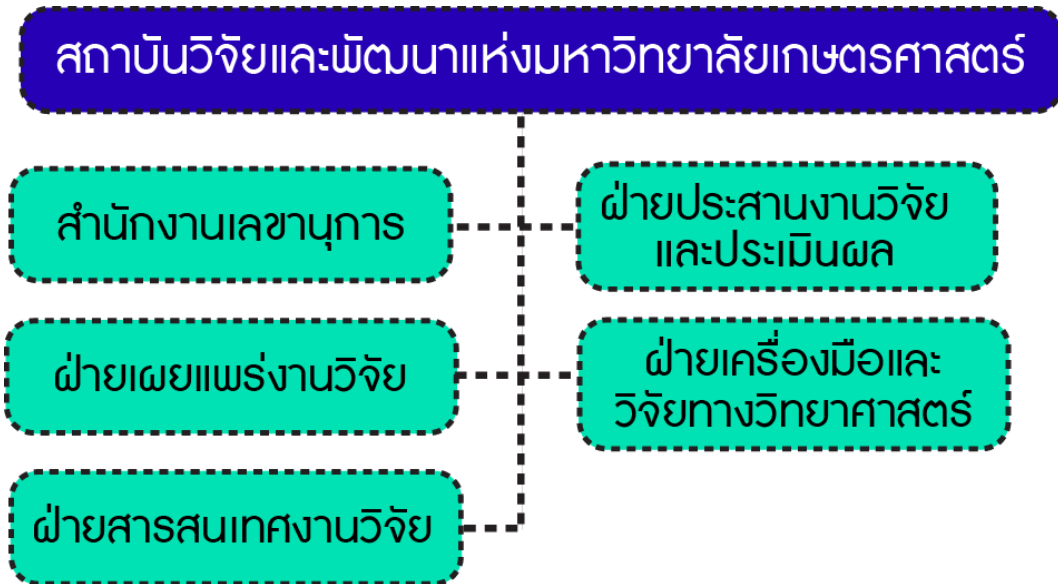 สถาบันวิจัยและพัฒนาแห่งมหาวิทยาลัยเกษตรศาสตร์
สำนักงานเลขานุการ
ฝ่ายประสานงานวิจัย
และประเมินผล
ฝ่ายเผยแพร่งานวิจัย
ฝ่ายเครื่องมือและ
วิจัยทางวิทยาศาสตร์
ฝ่ายสารสนเทศงานวิจัย